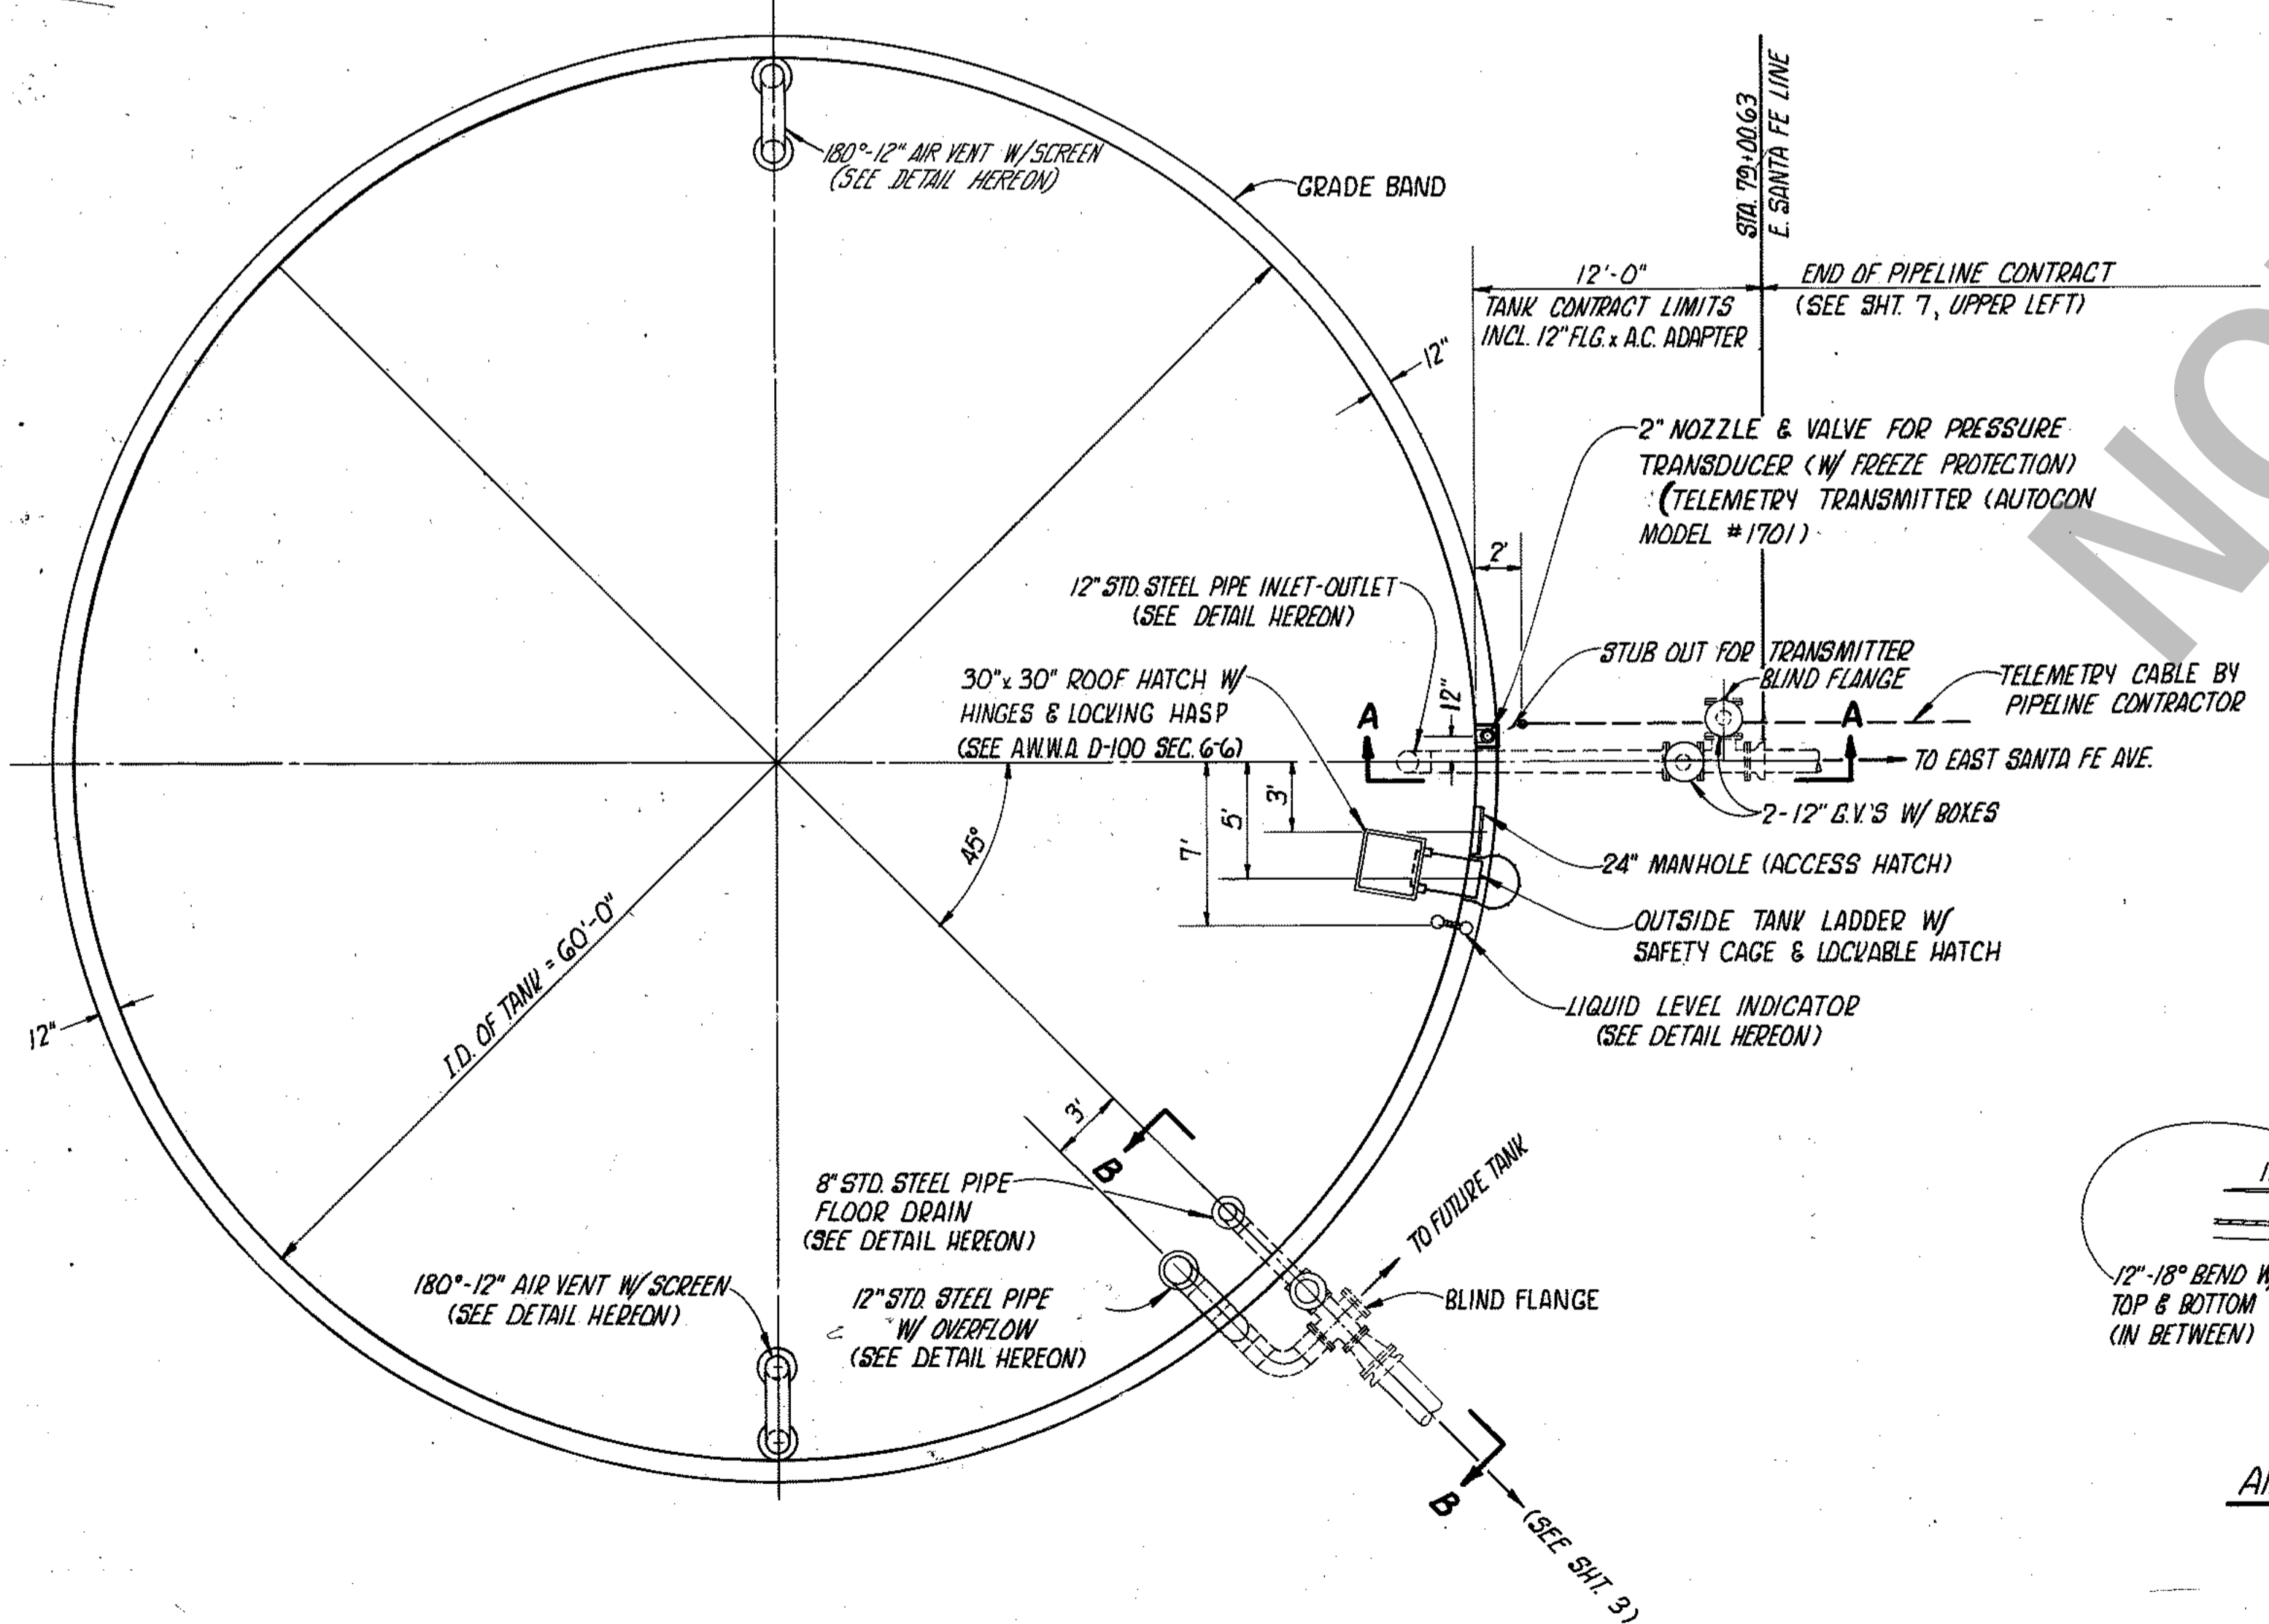 180°-12" AIR VENT W/SCREEN
(SEE DETAIL HEREON)
GRADE BAND
STA. 79+00.63
E. SANTA FE LINE
12'-0"
TANK CONTRACT LIMITS
INCL. 12" FLG. x A.C. ADAPTER
END OF PIPELINE CONTRACT
(SEE SHT. 7, UPPER LEFT)
12"
2" NOZZLE & VALVE FOR PRESSURE
TRANSDUCER (W/ FREEZE PROTECTION)
(TELEMETRY TRANSMITTER (AUTOCON
MODEL #1701)
2'
12" STD. STEEL PIPE INLET-OUTLET
(SEE DETAIL HEREON)
STUB OUT FOR TRANSMITTER
BLIND FLANGE
TELEMETRY CABLE BY
PIPELINE CONTRACTOR
30" x 30" ROOF HATCH W/
HINGES & LOCKING HASP
(SEE A.W.W.A. D-100 SEC. 6-6)
12"
A
A
TO EAST SANTA FE AVE.
3'
5'
7'
45°
2-12" G.V.'S W/ BOXES
24" MANHOLE (ACCESS HATCH)
OUTSIDE TANK LADDER W/
SAFETY CAGE & LOCKABLE HATCH
LIQUID LEVEL INDICATOR
(SEE DETAIL HEREON)
I.D. OF TANK = 60'-0"
12"
3'
B
8" STD. STEEL PIPE
FLOOR DRAIN
(SEE DETAIL HEREON)
TO FUTURE TANK
180°-12" AIR VENT W/ SCREEN
(SEE DETAIL HEREON)
12" STD. STEEL PIPE
W/ OVERFLOW
(SEE DETAIL HEREON)
BLIND FLANGE
B
(SEE SHT. 3)
12"-18° BEND
TOP & BOTTOM
(IN BETWEEN)